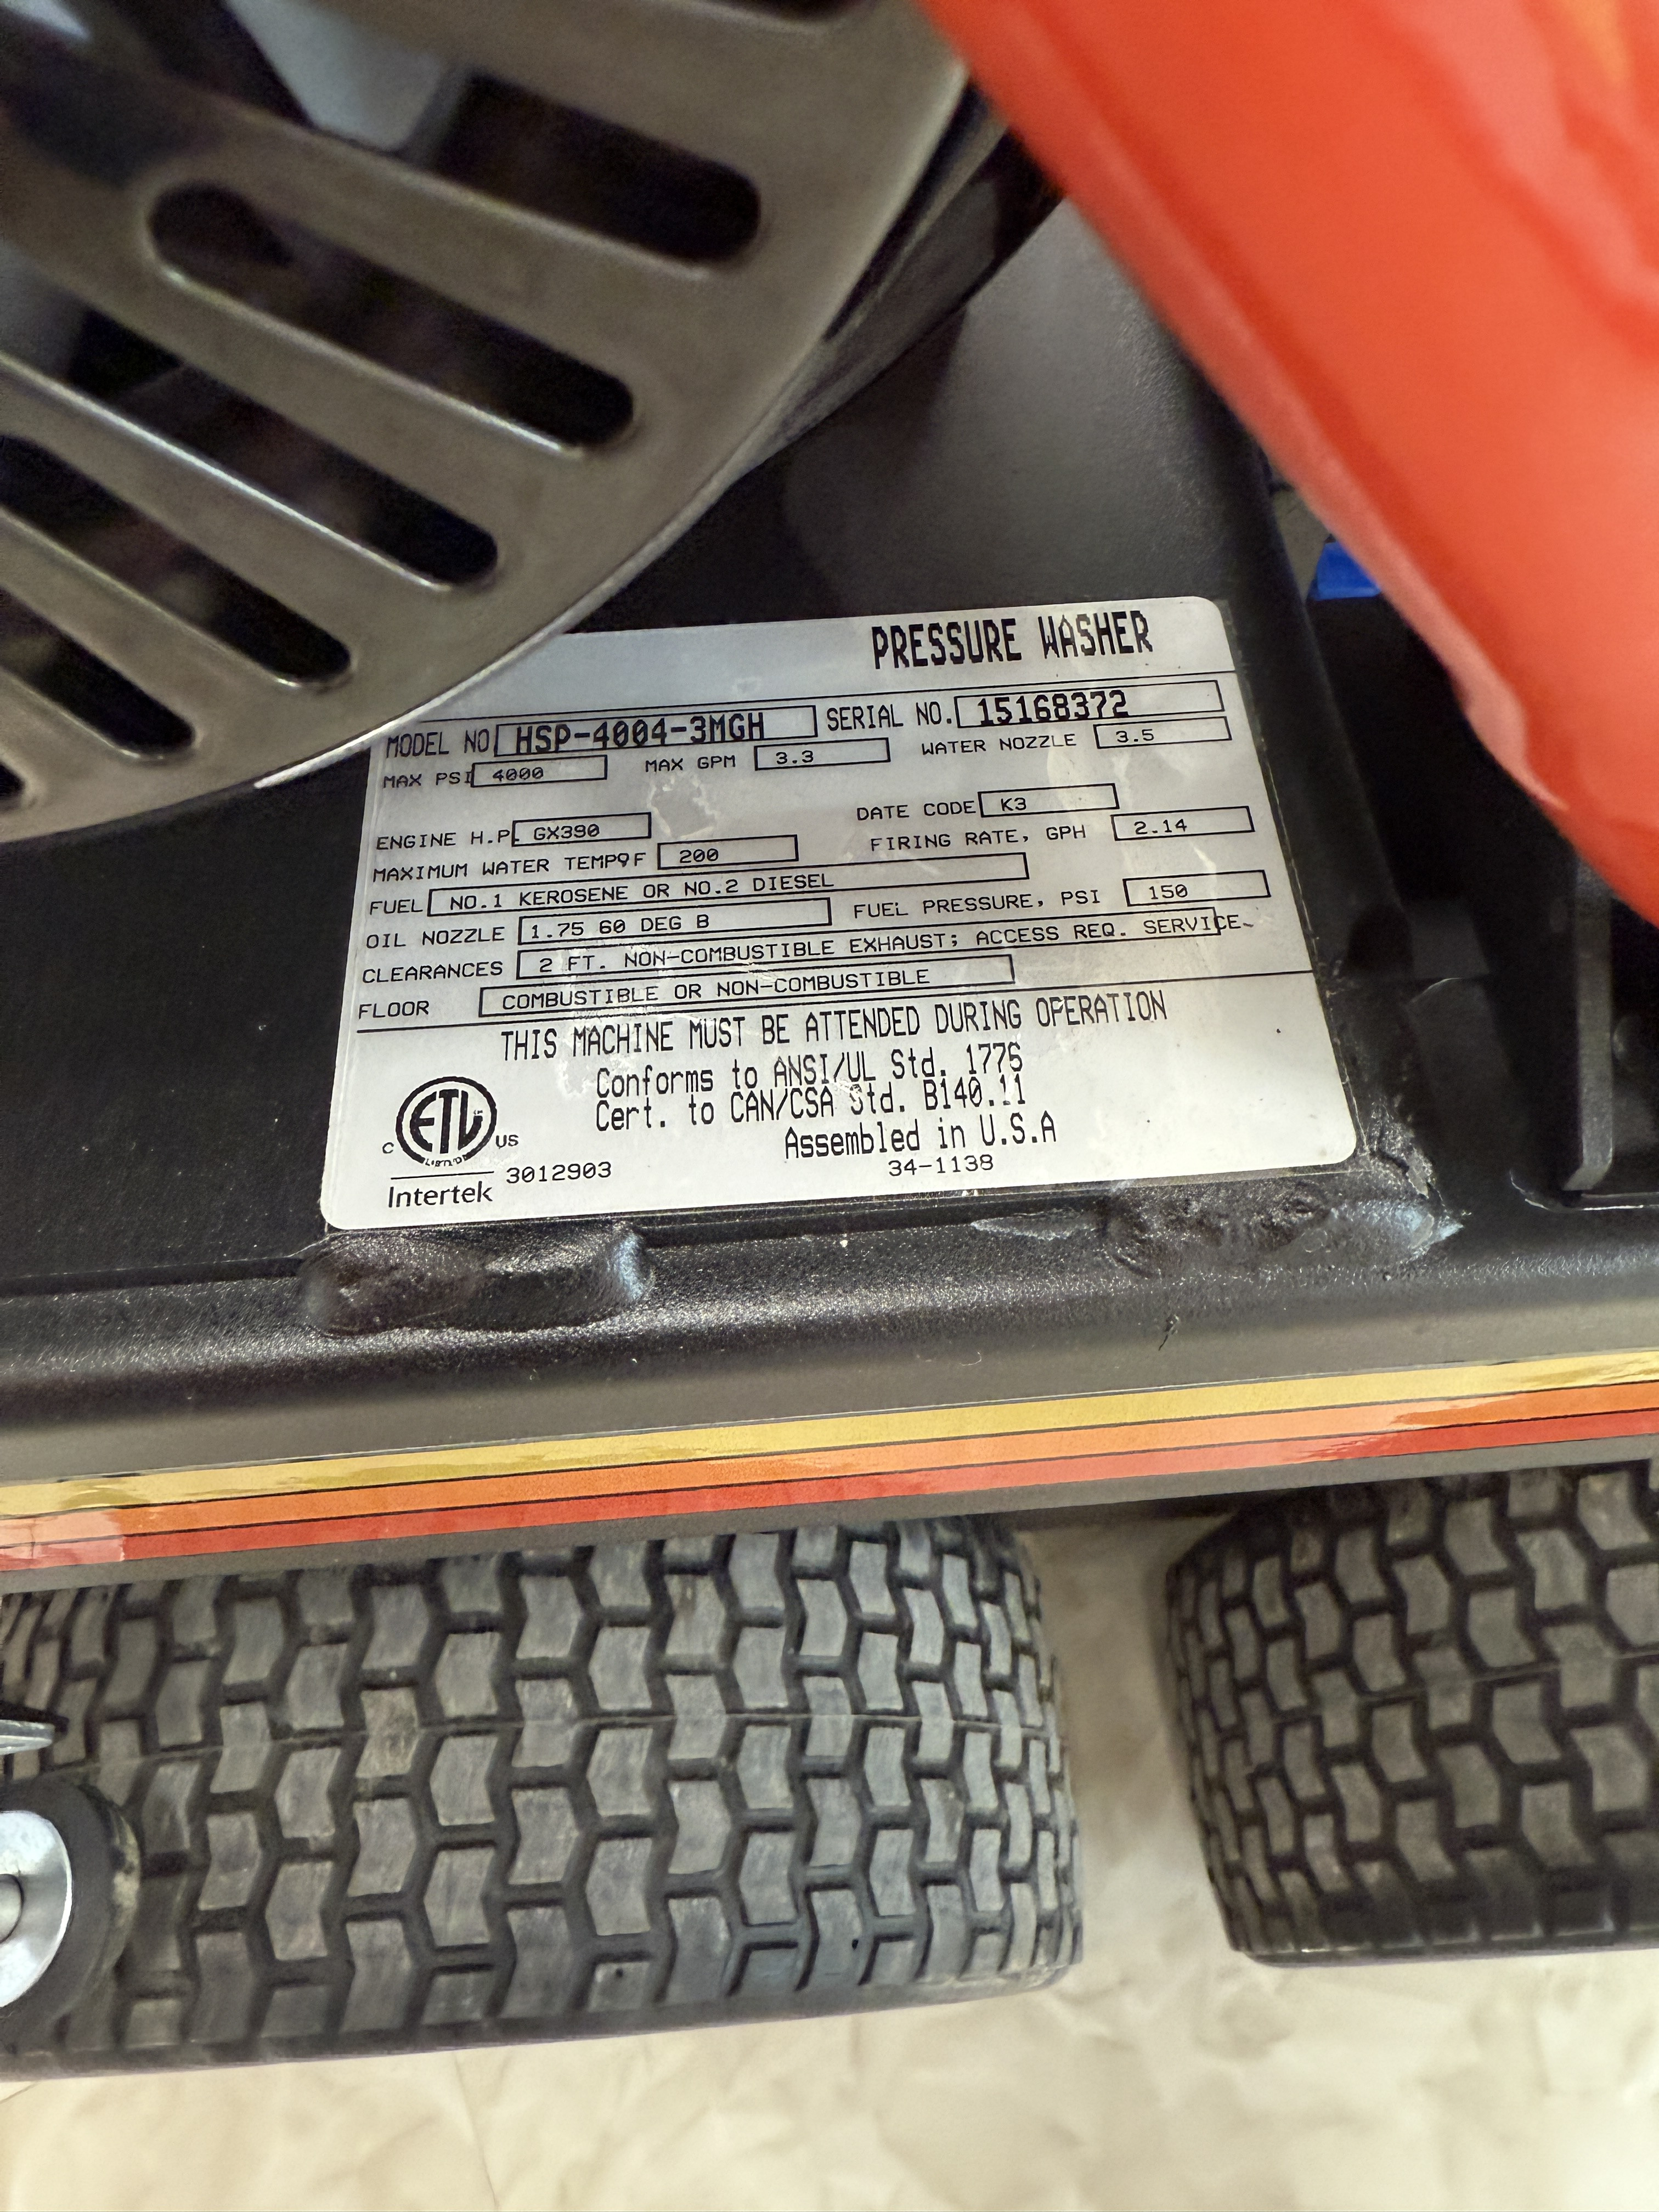 PRESSURE WASHER
MODEL NO HSP-4004-3MGH SERIAL NO. 15168372
MAX PSI 4000 MAX GPM 3.3 WATER NOZZLE 3.5
DATE CODE K3
ENGINE H.P. GX390
FIRING RATE, GPH 2.14
MAXIMUM WATER TEMPºF 200
FUEL NO.1 KEROSENE OR NO.2 DIESEL
FUEL PRESSURE, PSI 150
OIL NOZZLE 1.75 60 DEG B
CLEARANCES 2 FT. NON-COMBUSTIBLE EXHAUST; ACCESS REQ. SERVICE-
FLOOR COMBUSTIBLE OR NON-COMBUSTIBLE
THIS MACHINE MUST BE ATTENDED DURING OPERATION
Conforms to ANSI/UL Std. 1776
Cert. to CAN/CSA Std. B140.11
Assembled in U.S.A
34-1138
C ETL US
LISTED
Intertek 3012903